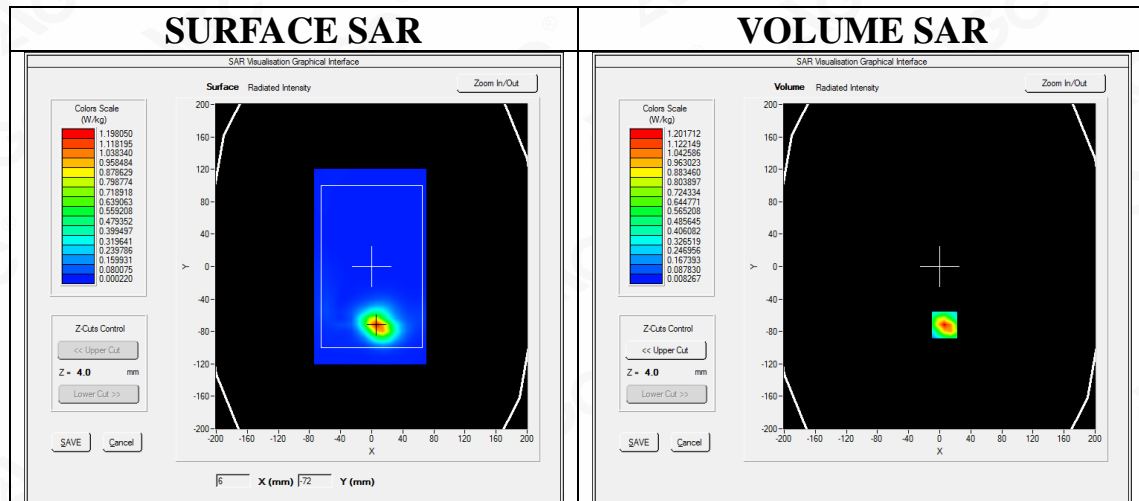 SURFACE SAR
SAR Visualisation Graphical Interface
Surface Radiated Intensity
Zoom In/Out
Colors Scale
(W/kg)
1.198050
1.118195
1.038340
0.958484
0.878629
0.798774
0.718918
0.639063
0.559208
0.479352
0.399497
0.319641
0.239786
0.159931
0.080075
0.000220
Z-Cuts Control
<< Upper Cut
Z = 4.0 mm
Lower Cut >>
SAVE Cancel
200
160
120
80
40
0
-40
-80
-120
-160
-200
Y
-200 -160 -120 -80 -40 0 40 80 120 160 200
X
6 X (mm) -72 Y (mm)
VOLUME SAR
SAR Visualisation Graphical Interface
Volume Radiated Intensity
Zoom In/Out
Colors Scale
(W/kg)
1.201712
1.122149
1.042586
0.963023
0.883460
0.803897
0.724334
0.644771
0.565208
0.485645
0.406082
0.326519
0.246956
0.167393
0.087830
0.008267
Z-Cuts Control
<< Upper Cut
Z = 4.0 mm
Lower Cut >>
SAVE Cancel
200
160
120
80
40
0
-40
-80
-120
-160
-200
Y
-200 -160 -120 -80 -40 0 40 80 120 160 200
X